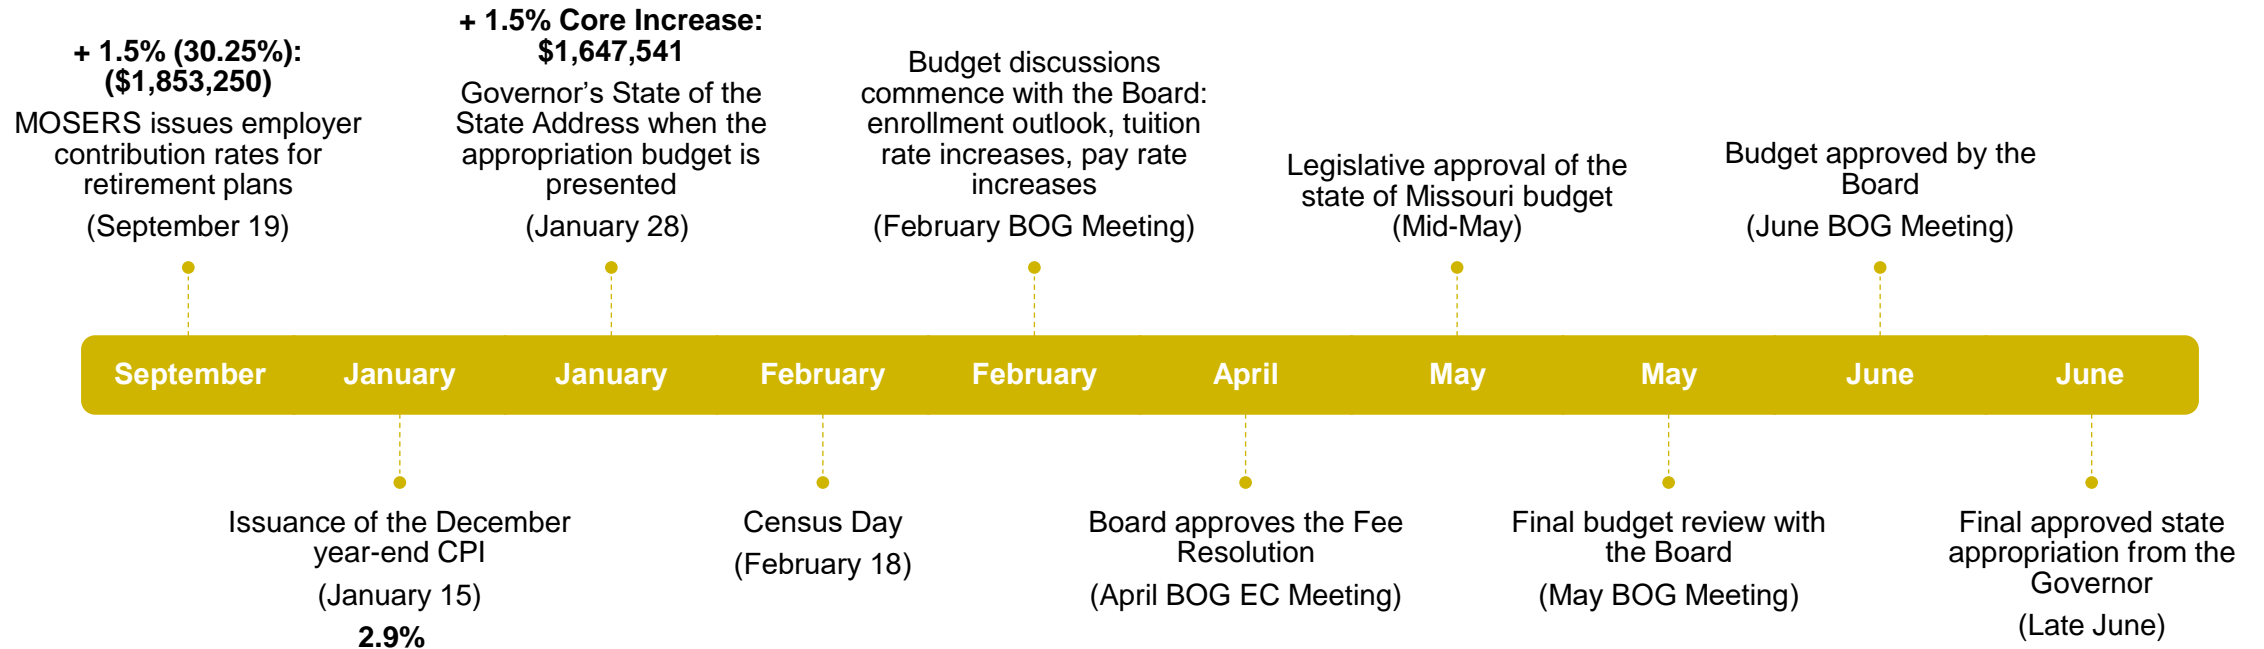 + 1.5% (30.25%):
($1,853,250)
MOSERS issues employer
contribution rates for
retirement plans
(September 19)
+ 1.5% Core Increase:
$1,647,541
Governor’s State of the
State Address when the
appropriation budget is
presented
(January 28)
Budget discussions
commence with the Board:
enrollment outlook, tuition
rate increases, pay rate
increases
(February BOG Meeting)
Legislative approval of the
state of Missouri budget
(Mid-May)
Budget approved by the
Board
(June BOG Meeting)
September
January
January
February
February
April
May
May
June
June
Issuance of the December
year-end CPI
(January 15)
2.9%
Census Day
(February 18)
Board approves the Fee
Resolution
(April BOG EC Meeting)
Final budget review with
the Board
(May BOG Meeting)
Final approved state
appropriation from the
Governor
(Late June)